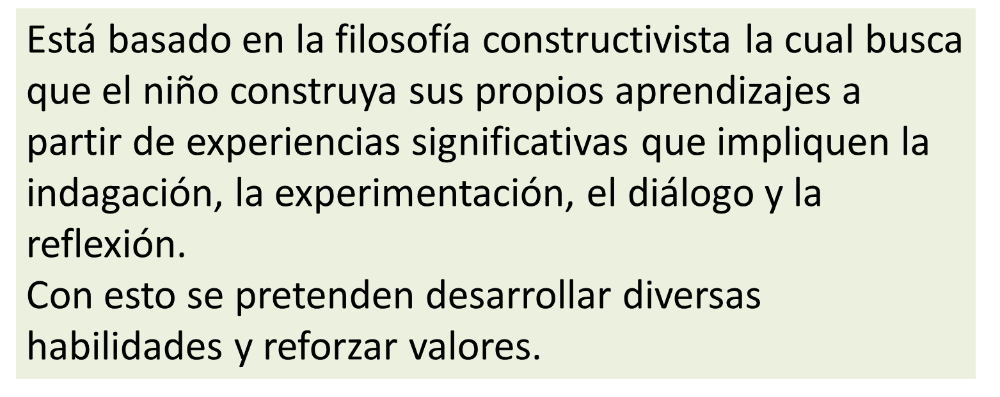 Está basado en la filosofía constructivista la cual busca
que el niño construya sus propios aprendizajes a
partir de experiencias significativas que impliquen la
indagación, la experimentación, el diálogo y la
reflexión.
Con esto se pretenden desarrollar diversas
habilidades y reforzar valores.